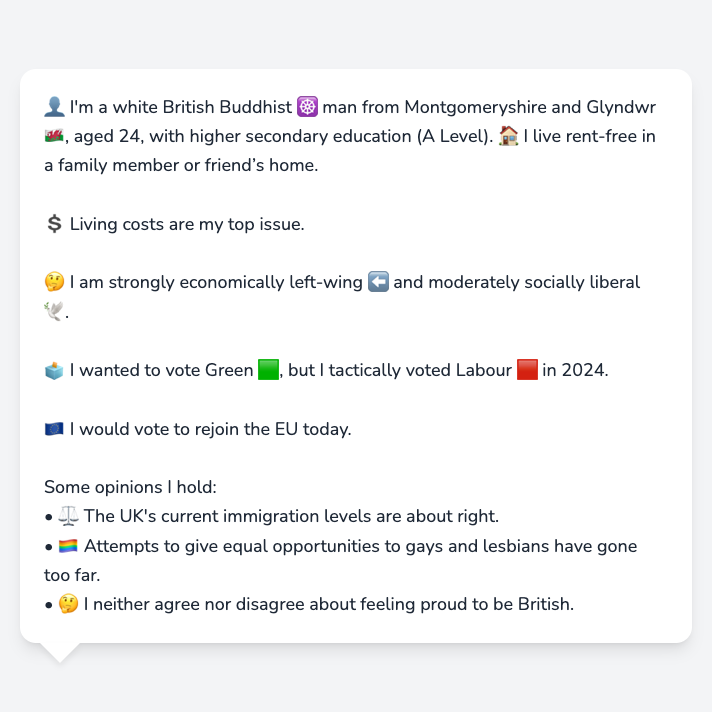 👤 I'm a white British Buddhist ☸️ man from Montgomeryshire and Glyndwr
🏴󠁧󠁢󠁷󠁬󠁳󠁿, aged 24, with higher secondary education (A Level). 🏠 I live rent-free in
a family member or friend’s home.
💲 Living costs are my top issue.
🤔 I am strongly economically left-wing ⬅️ and moderately socially liberal
🕊️.
🗳️ I wanted to vote Green 🟩, but I tactically voted Labour 🟥 in 2024.
🇪🇺 I would vote to rejoin the EU today.
Some opinions I hold:
• ⚖️ The UK's current immigration levels are about right.
• 🏳️‍🌈 Attempts to give equal opportunities to gays and lesbians have gone
too far.
• 🤔 I neither agree nor disagree about feeling proud to be British.